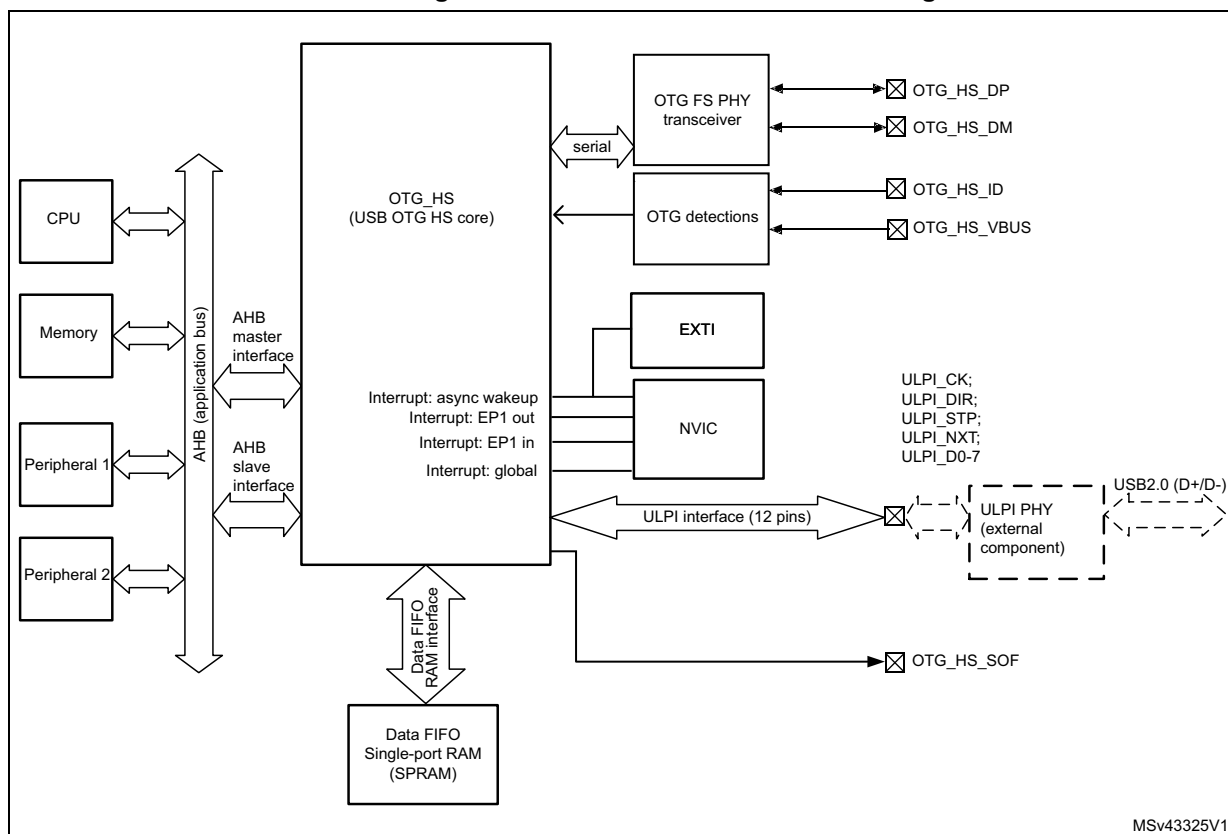 OTG FS PHY
transceiver
OTG_HS_DP
OTG_HS_DM
serial
OTG_HS
(USB OTG HS core)
OTG detections
OTG_HS_ID
OTG_HS_VBUS
CPU
Memory
Peripheral 1
Peripheral 2
AHB (application bus)
AHB
master
interface
AHB
slave
interface
EXTI
Interrupt: async wakeup
Interrupt: EP1 out
Interrupt: EP1 in
Interrupt: global
NVIC
ULPI_CK;
ULPI_DIR;
ULPI_STP;
ULPI_NXT;
ULPI_D0-7
ULPI interface (12 pins)
ULPI PHY
(external
component)
USB2.0 (D+/D-)
Data FIFO
RAM interface
OTG_HS_SOF
Data FIFO
Single-port RAM
(SPRAM)
MSv43325V1